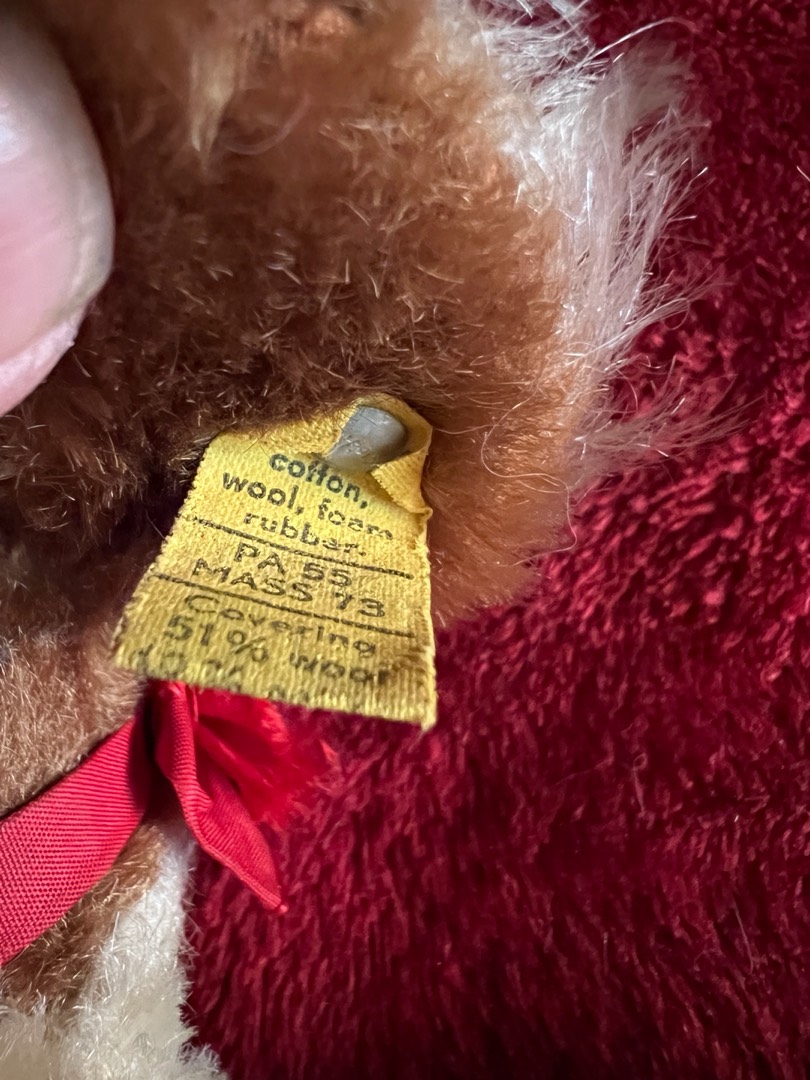 cotton,
wool, foam
rubber.
PA 55
MASS 73
Covering
51 % wool